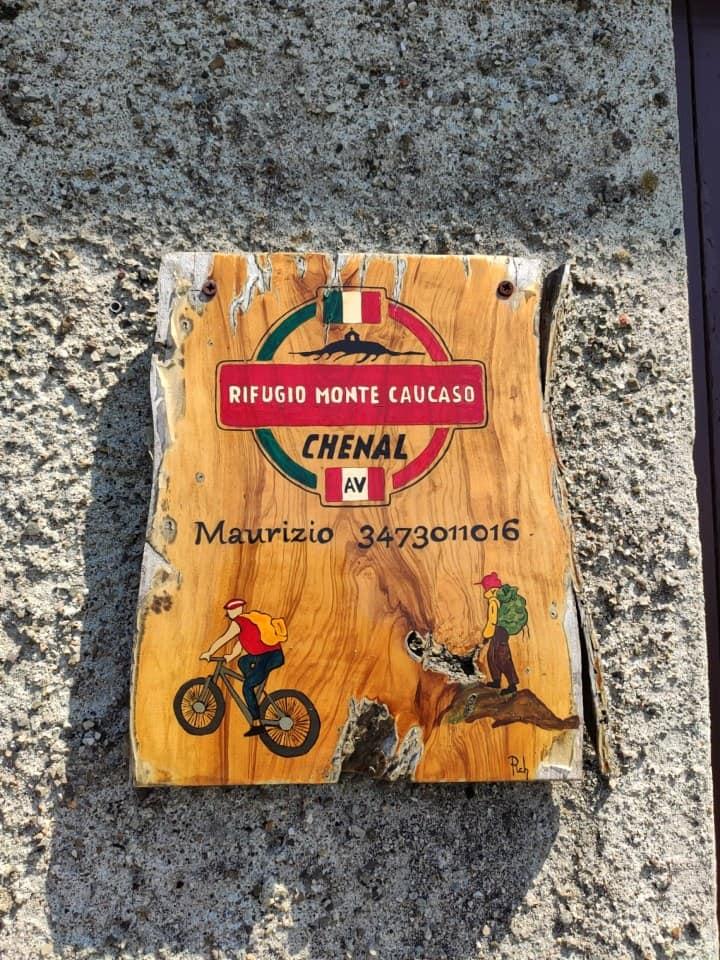 RIFUGIO MONTE CAUCASO
CHENAL
AV
Maurizio 3473011016